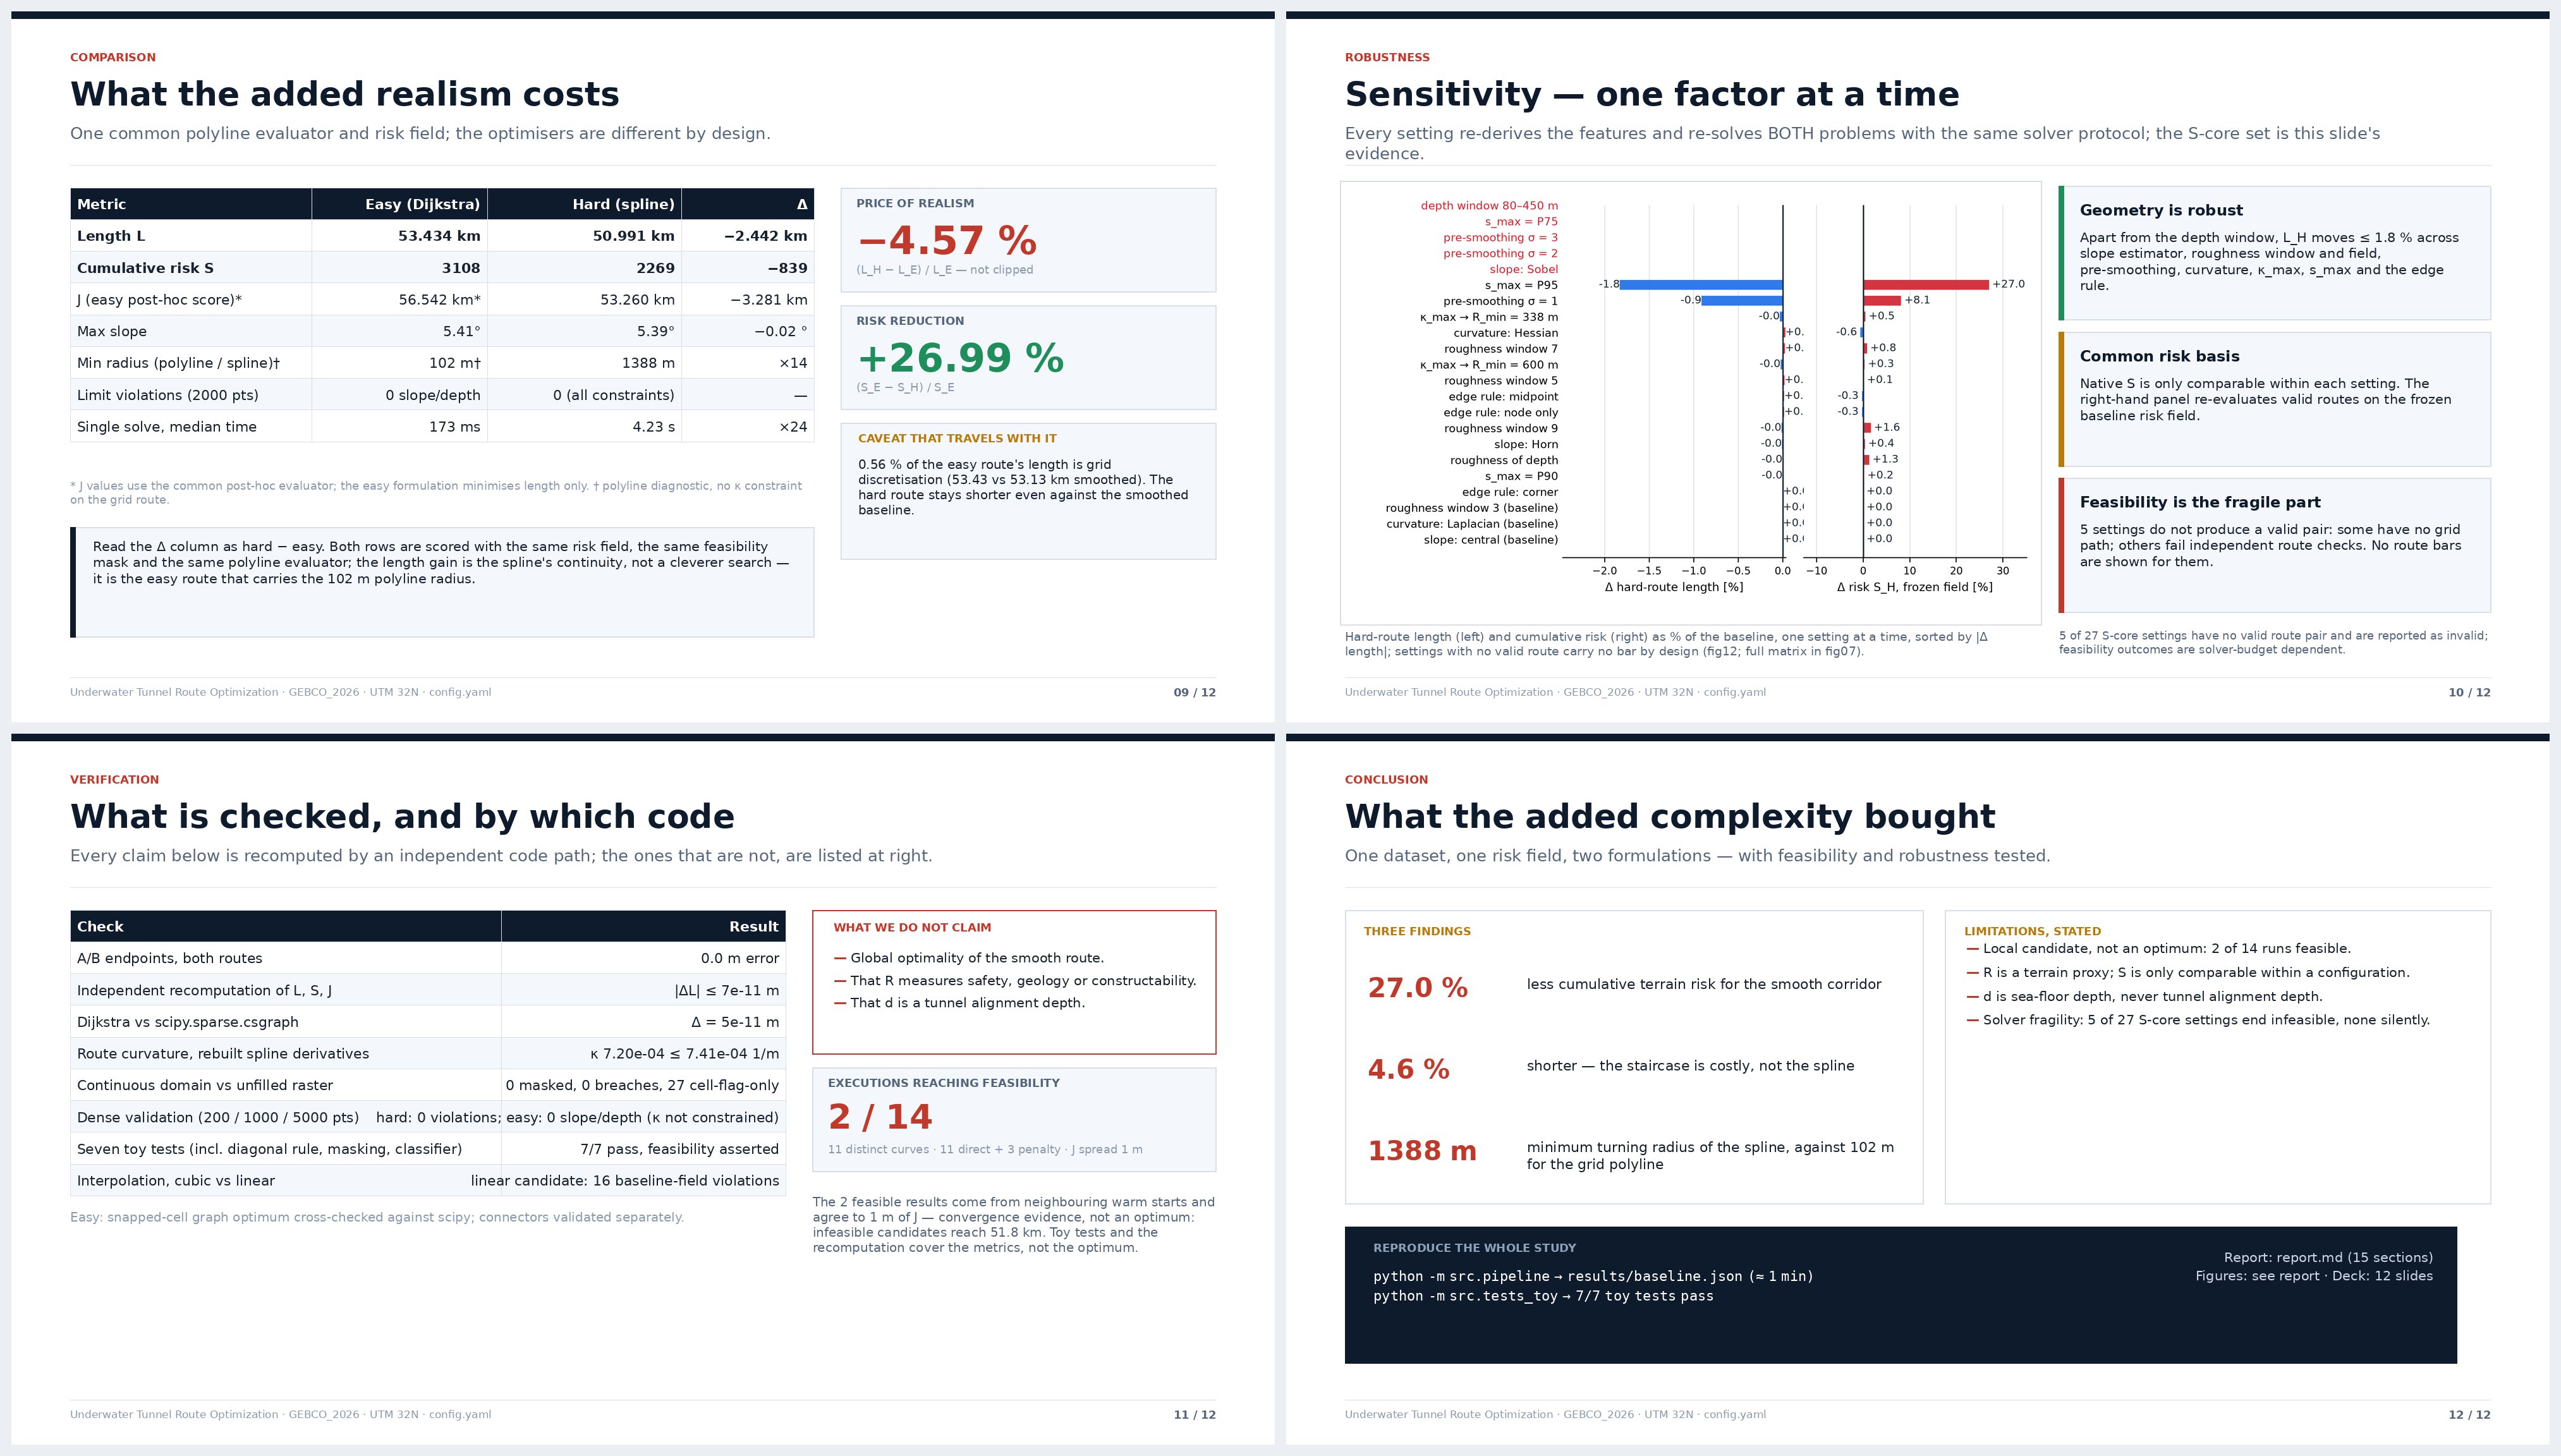 COMPARISON
What the added realism costs
One common polyline evaluator and risk field; the optimisers are different by design.
Metric Easy (Dijkstra) Hard (spline) Δ
Length L 53.434 km 50.991 km −2.442 km
Cumulative risk S 3108 2269 −839
J (easy post-hoc score)* 56.542 km* 53.260 km −3.281 km
Max slope 5.41° 5.39° −0.02 °
Min radius (polyline / spline)† 102 m† 1388 m ×14
Limit violations (2000 pts) 0 slope/depth 0 (all constraints) —
Single solve, median time 173 ms 4.23 s ×24
* J values use the common post-hoc evaluator; the easy formulation minimises length only. † polyline diagnostic, no κ constraint
on the grid route.
Read the Δ column as hard − easy. Both rows are scored with the same risk field, the same feasibility
mask and the same polyline evaluator; the length gain is the spline's continuity, not a cleverer search —
it is the easy route that carries the 102 m polyline radius.
PRICE OF REALISM
−4.57 %
(L_H − L_E) / L_E — not clipped
RISK REDUCTION
+26.99 %
(S_E − S_H) / S_E
CAVEAT THAT TRAVELS WITH IT
0.56 % of the easy route's length is grid
discretisation (53.43 vs 53.13 km smoothed). The
hard route stays shorter even against the smoothed
baseline.
Underwater Tunnel Route Optimization · GEBCO_2026 · UTM 32N · config.yaml
09 / 12
ROBUSTNESS
Sensitivity — one factor at a time
Every setting re-derives the features and re-solves BOTH problems with the same solver protocol; the S-core set is this slide's
evidence.
depth window 80–450 m
s_max = P75
pre-smoothing σ = 3
pre-smoothing σ = 2
slope: Sobel
s_max = P95 -1.8 +27.0
pre-smoothing σ = 1 -0.9 +8.1
κ_max → R_min = 338 m -0.0 +0.5
curvature: Hessian +0. -0.6
roughness window 7 +0. +0.8
κ_max → R_min = 600 m -0.0 +0.3
roughness window 5 +0. +0.1
edge rule: midpoint +0. -0.3
edge rule: node only +0. -0.3
roughness window 9 -0.0 +1.6
slope: Horn -0.0 +0.4
roughness of depth -0.0 +1.3
s_max = P90 -0.0 +0.2
edge rule: corner +0. +0.0
roughness window 3 (baseline) +0. +0.0
curvature: Laplacian (baseline) +0. +0.0
slope: central (baseline) +0. +0.0
−2.0 −1.5 −1.0 −0.5 0.0 −10 0 10 20 30
Δ hard-route length [%] Δ risk S_H, frozen field [%]
Hard-route length (left) and cumulative risk (right) as % of the baseline, one setting at a time, sorted by |Δ
length|; settings with no valid route carry no bar by design (fig12; full matrix in fig07).
Geometry is robust
Apart from the depth window, L_H moves ≤ 1.8 % across
slope estimator, roughness window and field,
pre-smoothing, curvature, κ_max, s_max and the edge
rule.
Common risk basis
Native S is only comparable within each setting. The
right-hand panel re-evaluates valid routes on the frozen
baseline risk field.
Feasibility is the fragile part
5 settings do not produce a valid pair: some have no grid
path; others fail independent route checks. No route bars
are shown for them.
5 of 27 S-core settings have no valid route pair and are reported as invalid;
feasibility outcomes are solver-budget dependent.
Underwater Tunnel Route Optimization · GEBCO_2026 · UTM 32N · config.yaml
10 / 12
VERIFICATION
What is checked, and by which code
Every claim below is recomputed by an independent code path; the ones that are not, are listed at right.
Check Result
A/B endpoints, both routes 0.0 m error
Independent recomputation of L, S, J |ΔL| ≤ 7e-11 m
Dijkstra vs scipy.sparse.csgraph Δ = 5e-11 m
Route curvature, rebuilt spline derivatives κ 7.20e-04 ≤ 7.41e-04 1/m
Continuous domain vs unfilled raster 0 masked, 0 breaches, 27 cell-flag-only
Dense validation (200 / 1000 / 5000 pts) hard: 0 violations; easy: 0 slope/depth (κ not constrained)
Seven toy tests (incl. diagonal rule, masking, classifier) 7/7 pass, feasibility asserted
Interpolation, cubic vs linear linear candidate: 16 baseline-field violations
Easy: snapped-cell graph optimum cross-checked against scipy; connectors validated separately.
WHAT WE DO NOT CLAIM
— Global optimality of the smooth route.
— That R measures safety, geology or constructability.
— That d is a tunnel alignment depth.
EXECUTIONS REACHING FEASIBILITY
2 / 14
11 distinct curves · 11 direct + 3 penalty · J spread 1 m
The 2 feasible results come from neighbouring warm starts and
agree to 1 m of J — convergence evidence, not an optimum:
infeasible candidates reach 51.8 km. Toy tests and the
recomputation cover the metrics, not the optimum.
Underwater Tunnel Route Optimization · GEBCO_2026 · UTM 32N · config.yaml
11 / 12
CONCLUSION
What the added complexity bought
One dataset, one risk field, two formulations — with feasibility and robustness tested.
THREE FINDINGS
27.0 % less cumulative terrain risk for the smooth corridor
4.6 % shorter — the staircase is costly, not the spline
1388 m minimum turning radius of the spline, against 102 m
for the grid polyline
LIMITATIONS, STATED
— Local candidate, not an optimum: 2 of 14 runs feasible.
— R is a terrain proxy; S is only comparable within a configuration.
— d is sea-floor depth, never tunnel alignment depth.
— Solver fragility: 5 of 27 S-core settings end infeasible, none silently.
REPRODUCE THE WHOLE STUDY
python -m src.pipeline → results/baseline.json (≈ 1 min)
python -m src.tests_toy → 7/7 toy tests pass
Report: report.md (15 sections)
Figures: see report · Deck: 12 slides
Underwater Tunnel Route Optimization · GEBCO_2026 · UTM 32N · config.yaml
12 / 12